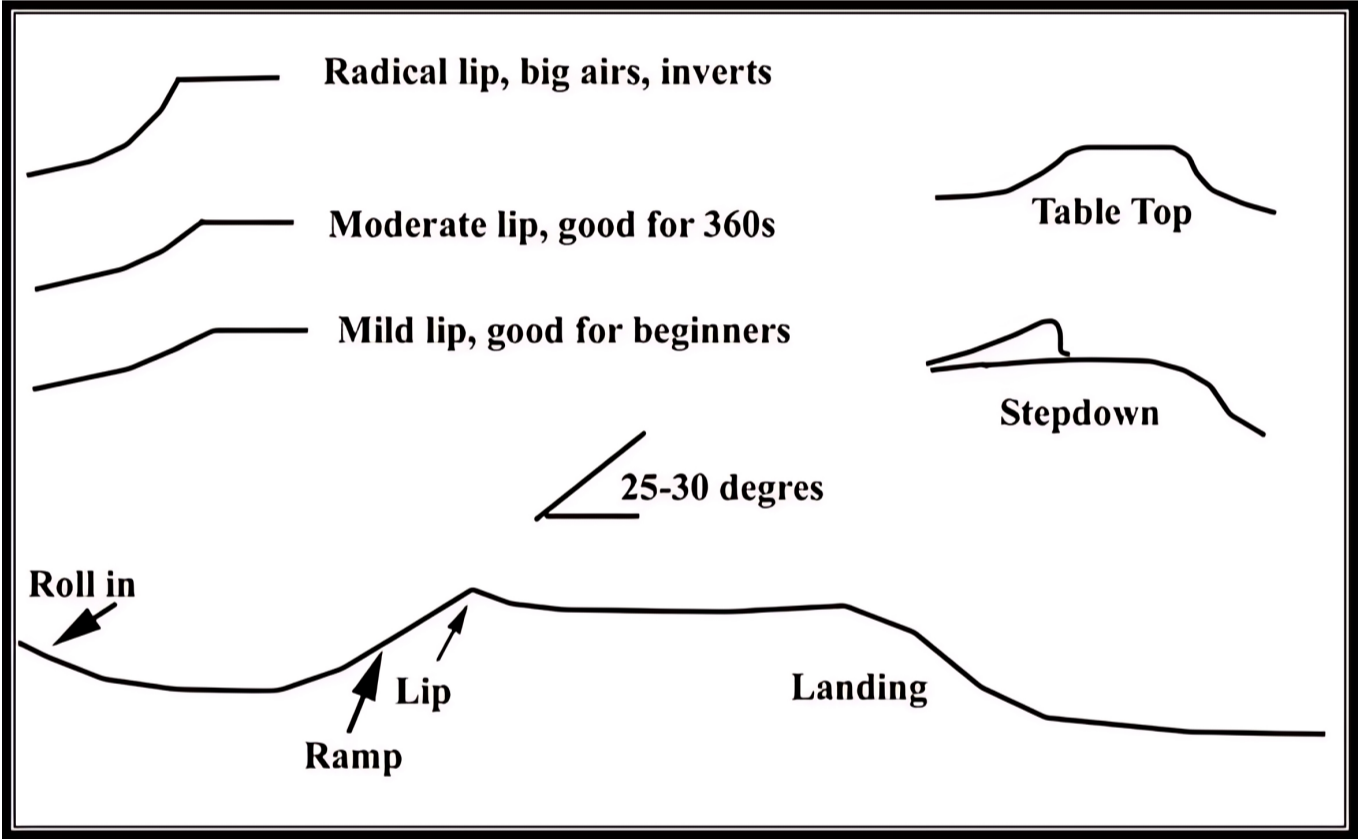 Radical lip, big airs, inverts
Moderate lip, good for 360s
Table Top
Mild lip, good for beginners
Stepdown
25-30 degres
Roll in
Lip
Landing
Ramp